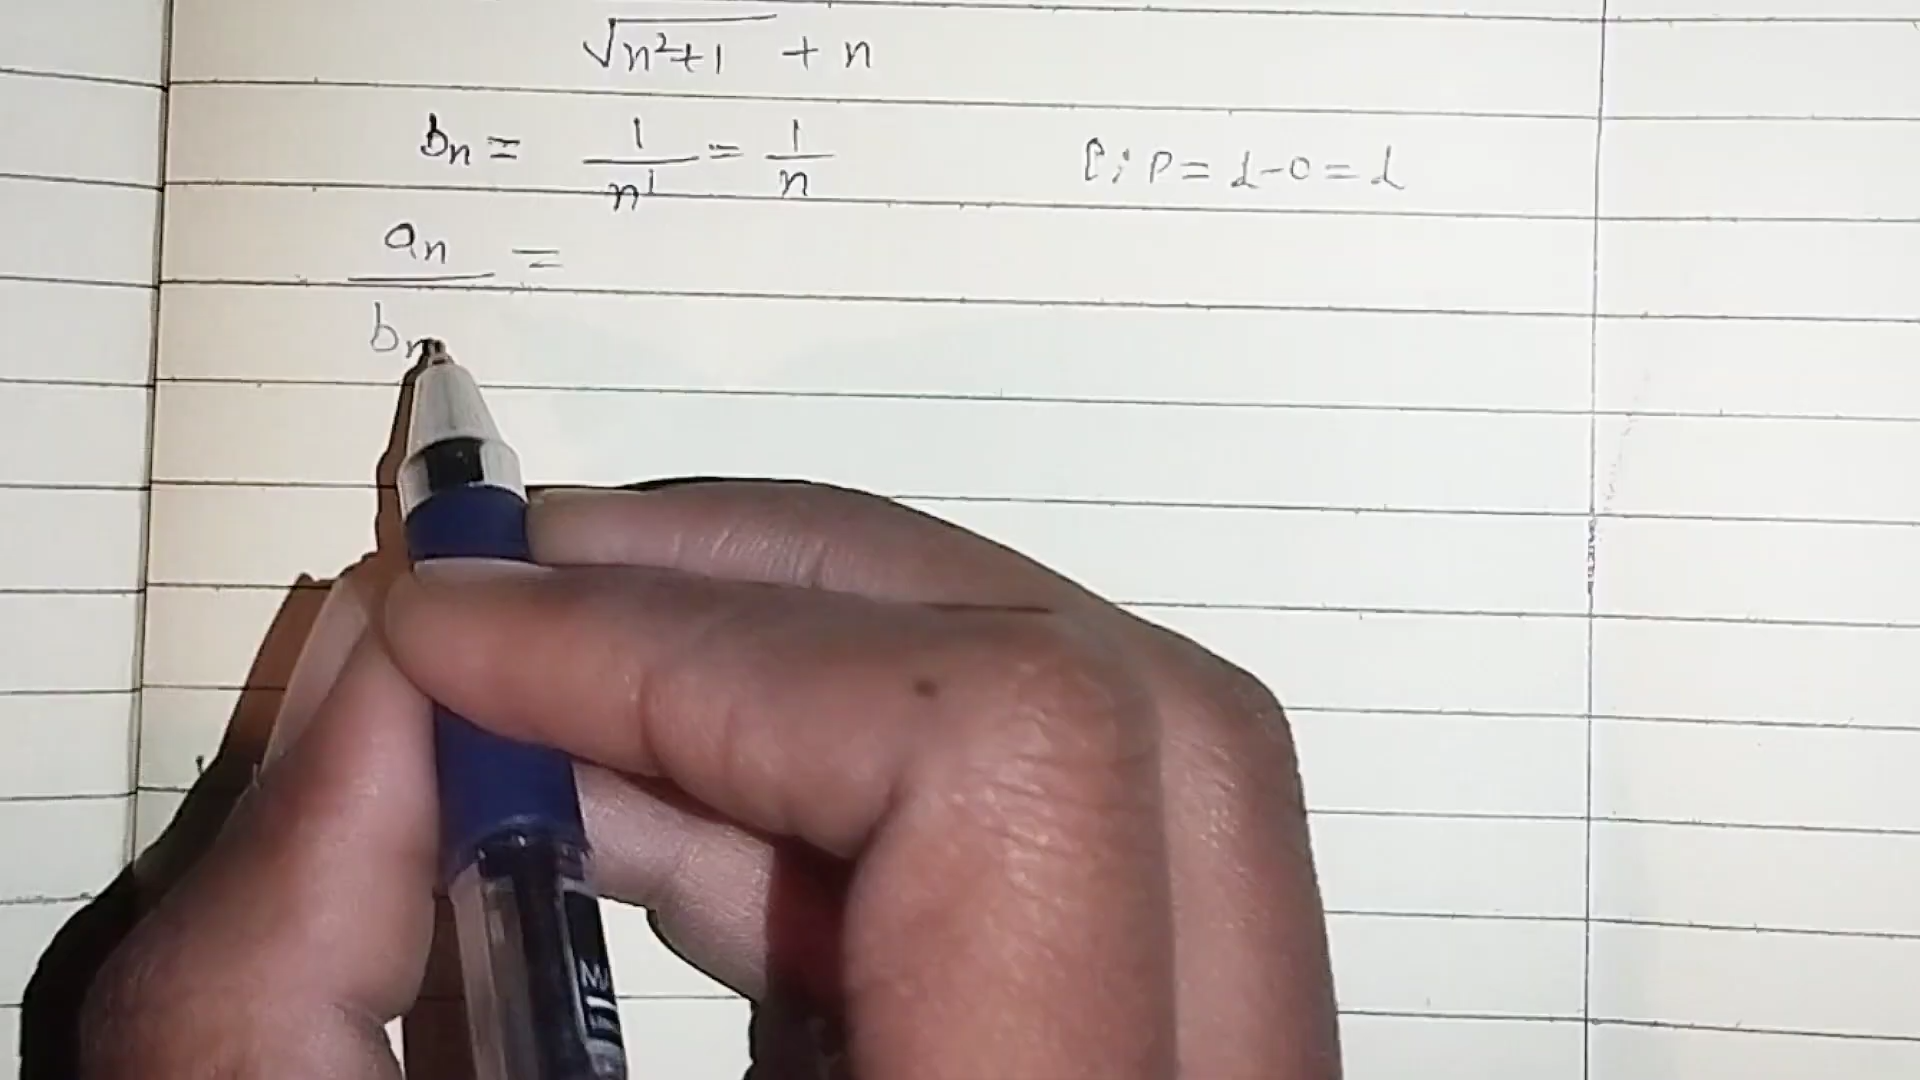 √n²+1 + n
bn = 1/n¹ = 1/n [∵ P = 1-0 = 1
an/bn =